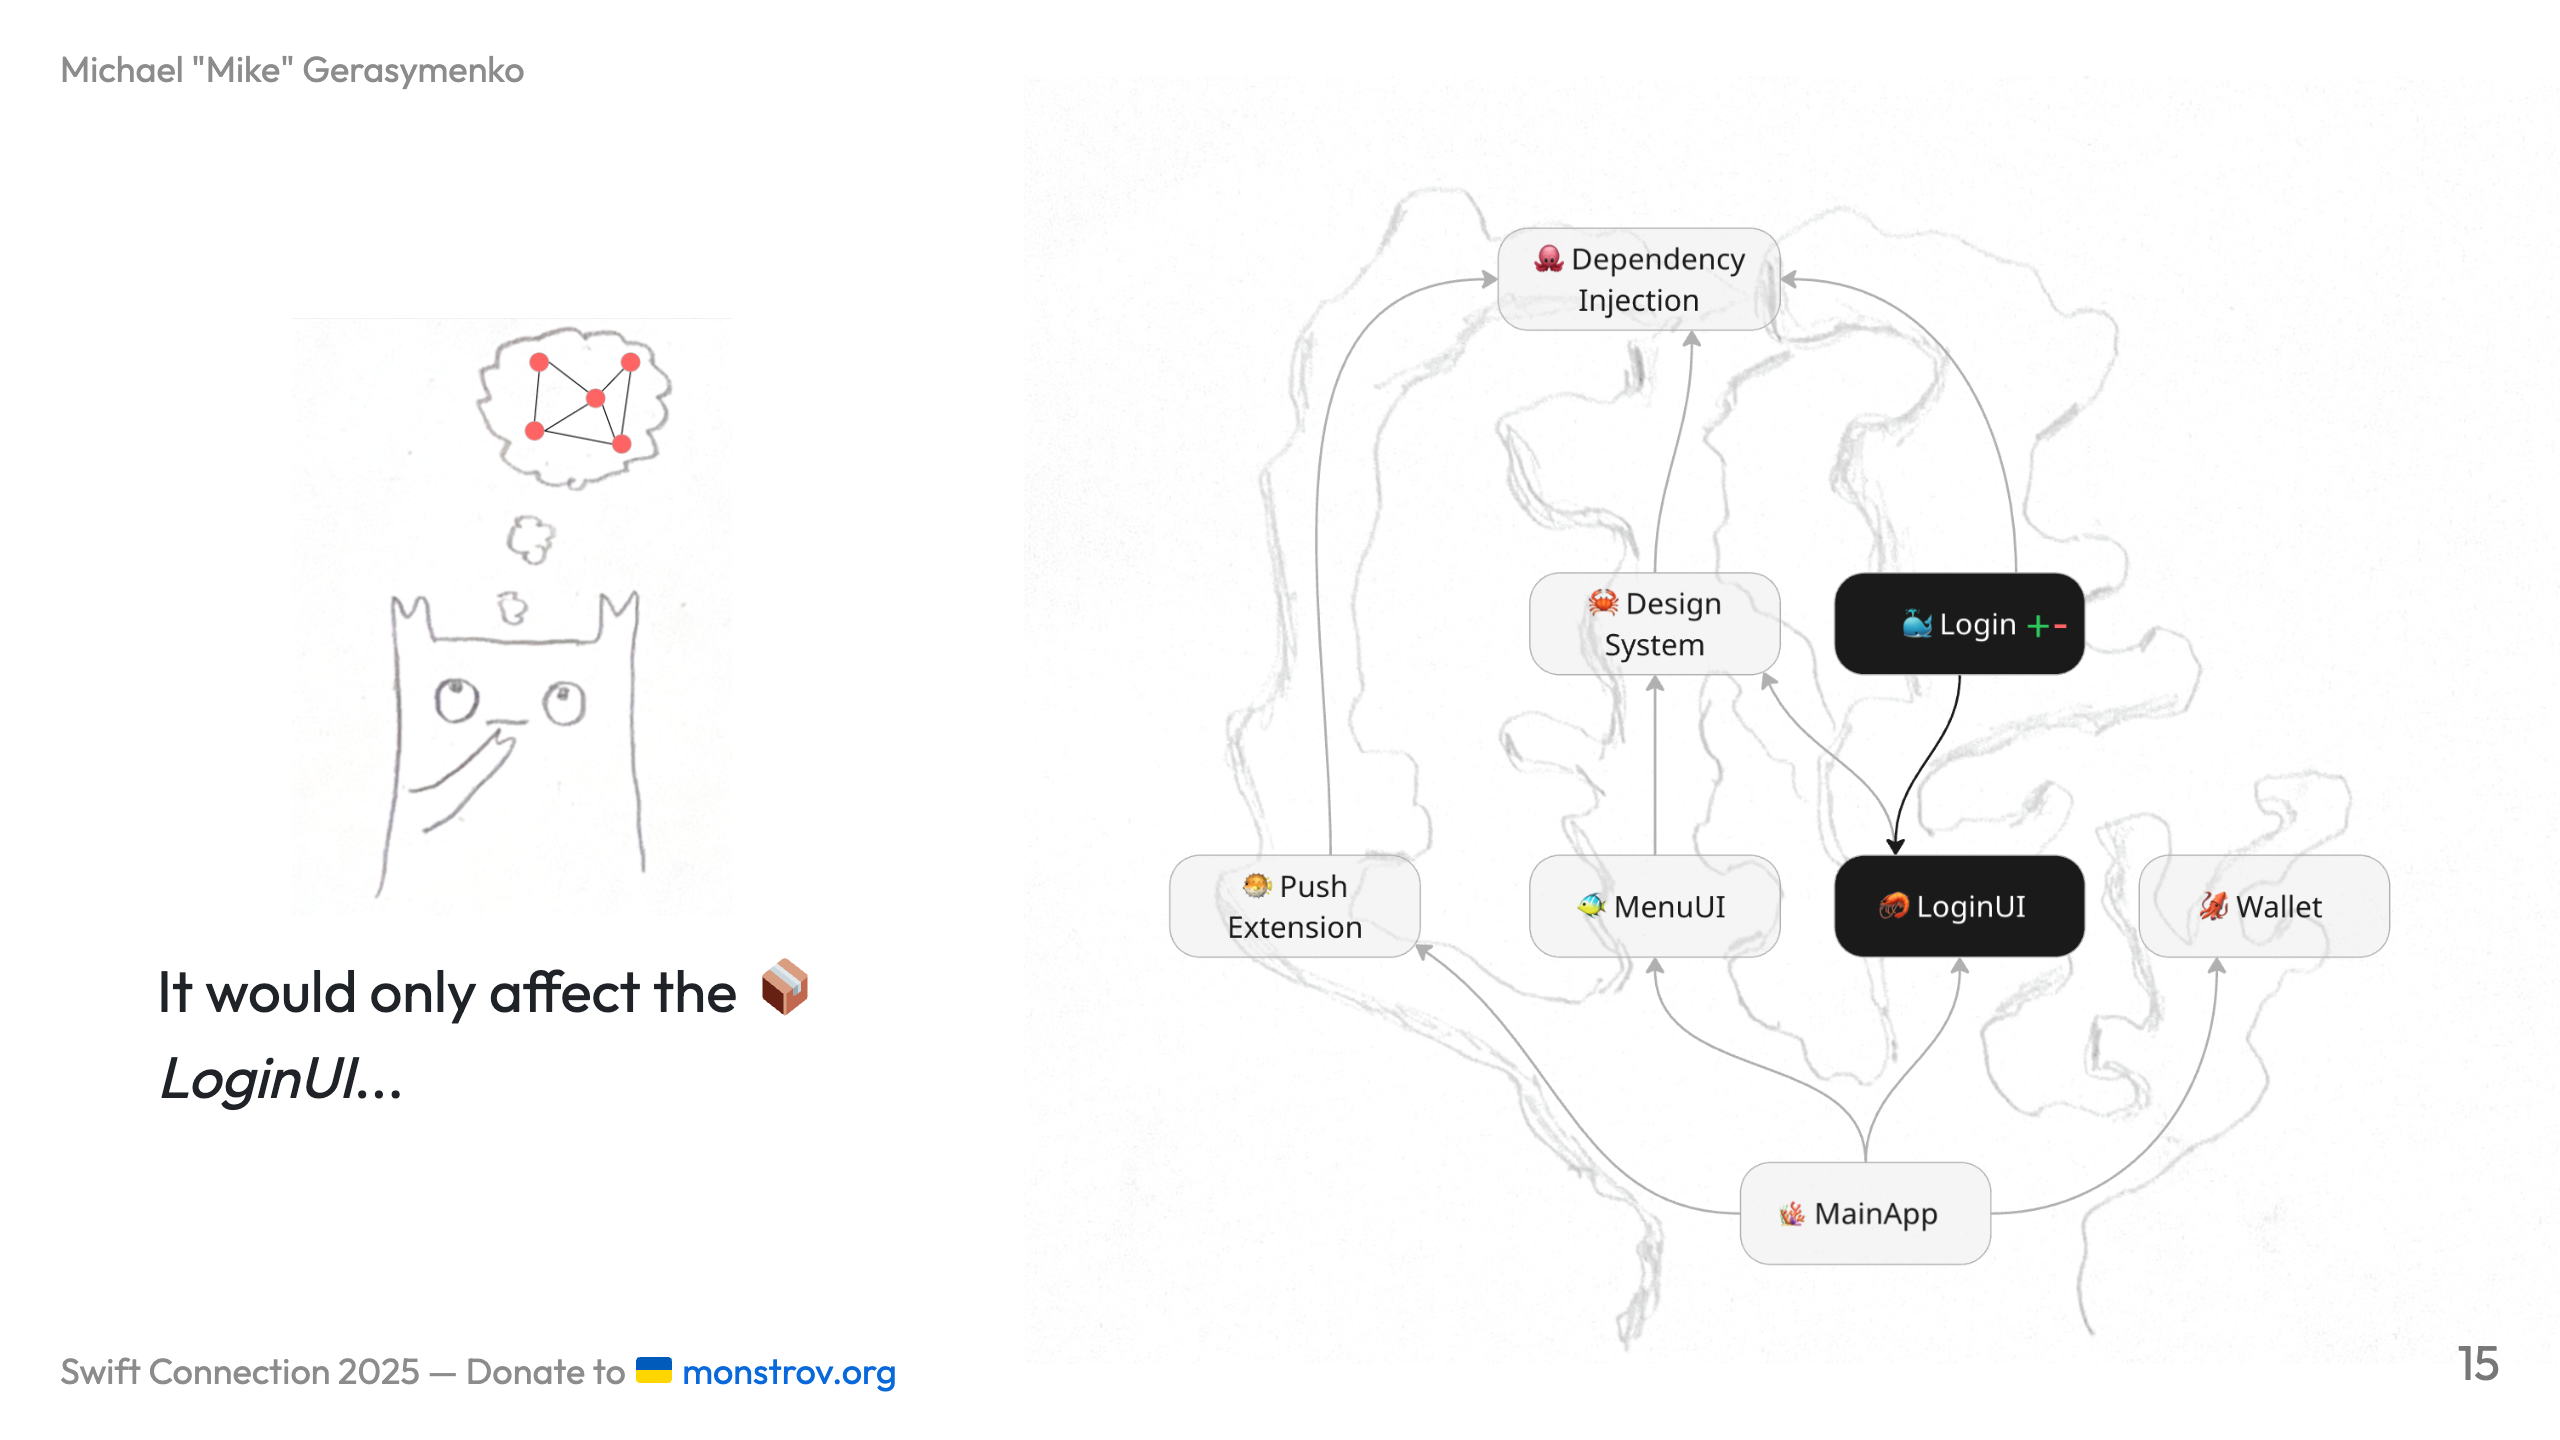 Michael "Mike" Gerasymenko
It would only affect the 📦
LoginUI...
🐙 Dependency
Injection
🦀 Design
System
🐳 Login +-
🐡 Push
Extension
🐠 MenuUI
🦐 LoginUI
🦑 Wallet
🪸 MainApp
Swift Connection 2025 — Donate to 🇺🇦 monstrov.org
15